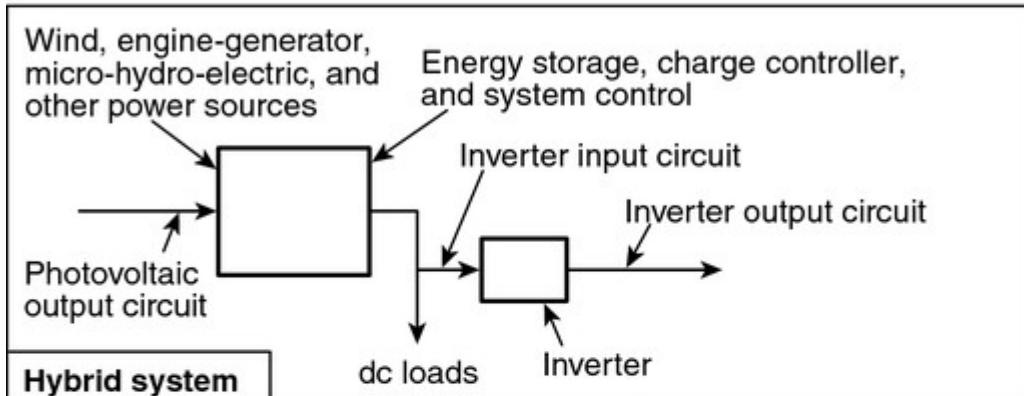 Wind, engine-generator,
micro-hydro-electric, and
other power sources
Energy storage, charge controller,
and system control
Inverter input circuit
Inverter output circuit
Photovoltaic
output circuit
dc loads
Inverter
Hybrid system